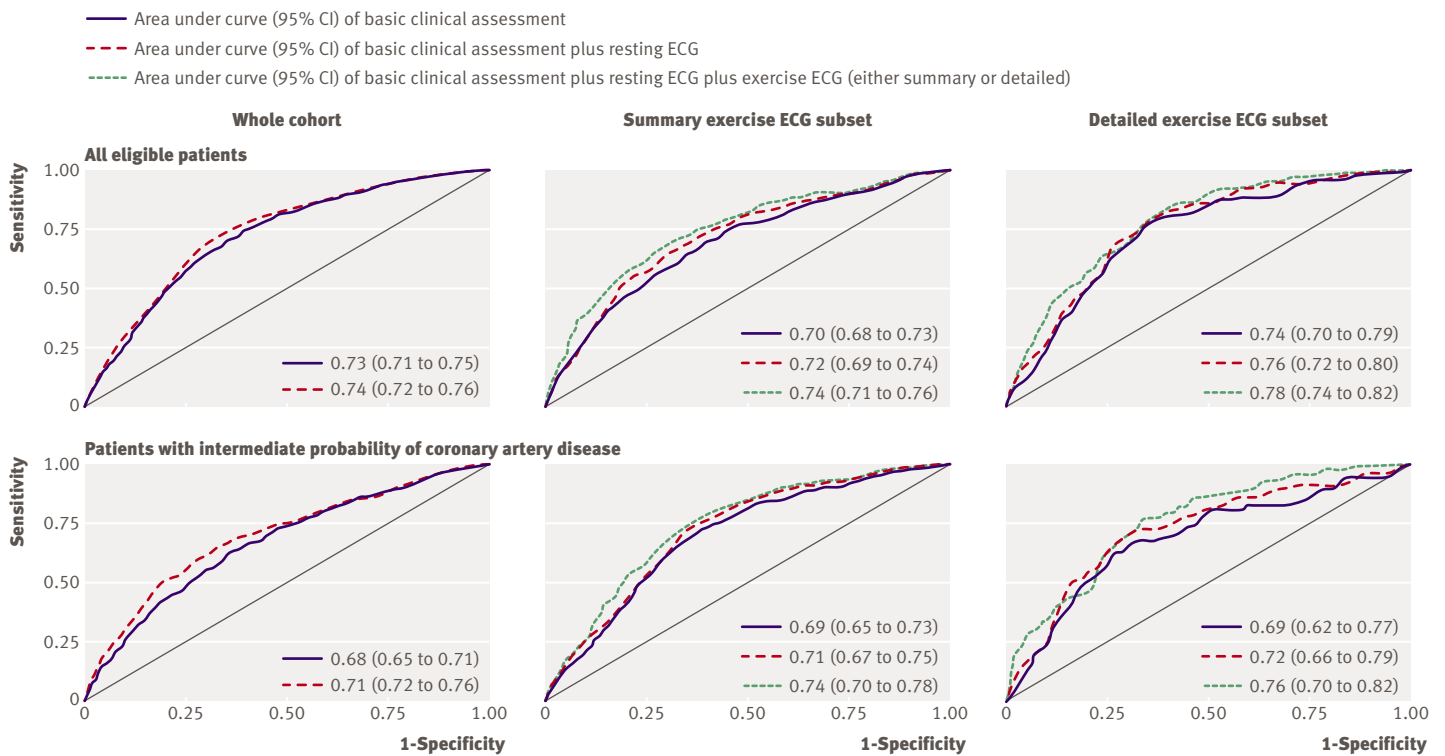 Area under curve (95% CI) of basic clinical assessment
Area under curve (95% CI) of basic clinical assessment plus resting ECG
Area under curve (95% CI) of basic clinical assessment plus resting ECG plus exercise ECG (either summary or detailed)
Whole cohort
Summary exercise ECG subset
Detailed exercise ECG subset
All eligible patients
Sensitivity
1.00
0.75
0.50
0.25
0
0.73 (0.71 to 0.75)
0.74 (0.72 to 0.76)
0.70 (0.68 to 0.73)
0.72 (0.69 to 0.74)
0.74 (0.71 to 0.76)
0.74 (0.70 to 0.79)
0.76 (0.72 to 0.80)
0.78 (0.74 to 0.82)
Patients with intermediate probability of coronary artery disease
Sensitivity
1.00
0.75
0.50
0.25
0
0.68 (0.65 to 0.71)
0.71 (0.72 to 0.76)
0.69 (0.65 to 0.73)
0.71 (0.67 to 0.75)
0.74 (0.70 to 0.78)
0.69 (0.62 to 0.77)
0.72 (0.66 to 0.79)
0.76 (0.70 to 0.82)
0 0.25 0.50 0.75 1.00
0 0.25 0.50 0.75 1.00
0 0.25 0.50 0.75 1.00
1-Specificity
1-Specificity
1-Specificity